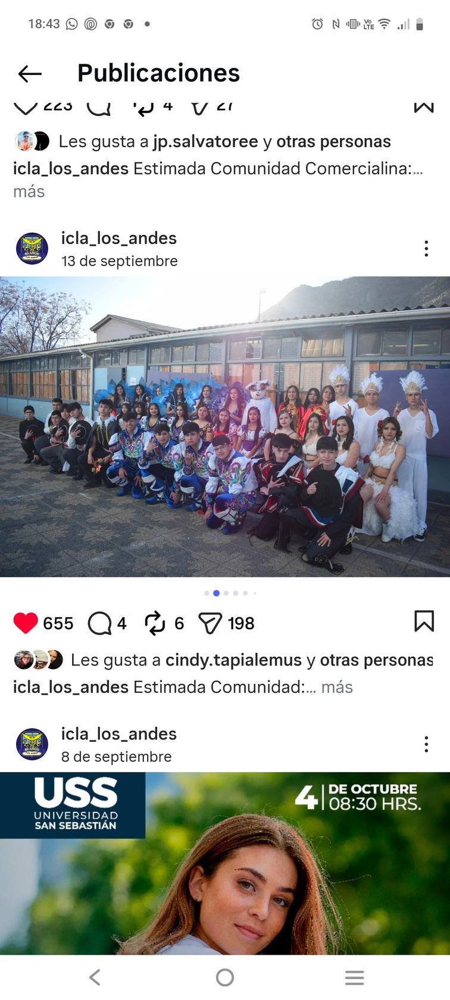 18:43
Vo
LTE
Publicaciones
223 4 27
Les gusta a jp.salvatoree y otras personas
icla_los_andes Estimada Comunidad Comercialina:...
más
icla_los_andes
13 de septiembre
655 4 6 198
Les gusta a cindy.tapialemus y otras personas
icla_los_andes Estimada Comunidad:... más
icla_los_andes
8 de septiembre
USS
UNIVERSIDAD
SAN SEBASTIÁN
4 DE OCTUBRE
08:30 HRS.